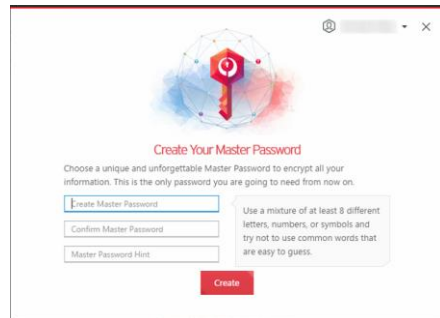 Create Your Master Password
Choose a unique and unforgettable Master Password to encrypt all your
information. This is the only password you are going to need from now on.
Create Master Password
Use a mixture of at least 8 different
letters, numbers, or symbols and
try not to use common words that
are easy to guess.
Confirm Master Password
Master Password Hint
Create